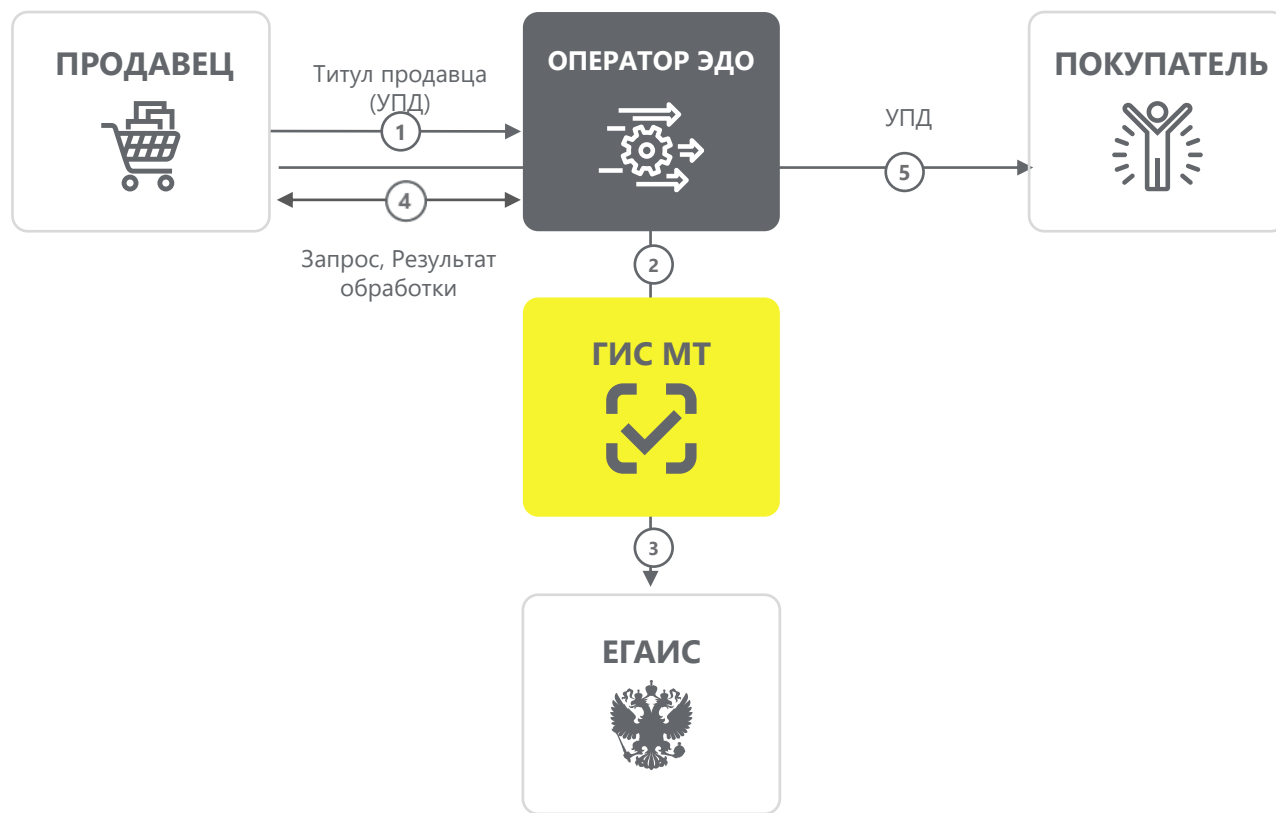 ПРОДАВЕЦ
Титул продавца
(УПД)
1
4
Запрос, Результат
обработки
ОПЕРАТОР ЭДО
УПД
5
ПОКУПАТЕЛЬ
2
ГИС МТ
3
ЕГАИС